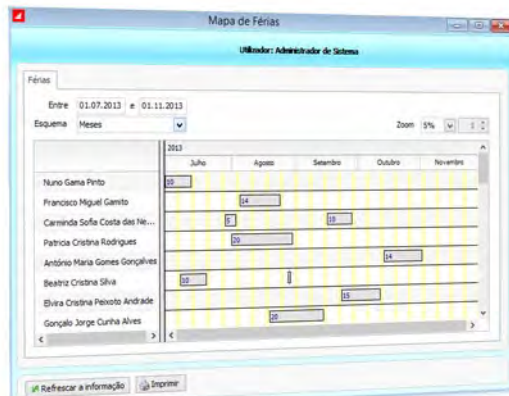 Mapa de Férias
Utilizador: Administrador de Sistema
Férias
Entre 01.07.2013 e 01.11.2013
Esquema Meses Zoom 5%
2013
Julho Agosto Setembro Outubro Novembro
Nuno Gama Pinto 10
Francisco Miguel Gamito 14
Carminda Sofia Costa das Ne... 5 10
Patricia Cristina Rodrigues 20
António Maria Gomes Gonçalves 14
Beatriz Cristina Silva 10
Elvira Cristina Peixoto Andrade 15
Gonçalo Jorge Cunha Alves 20
Refrescar a informação Imprimir